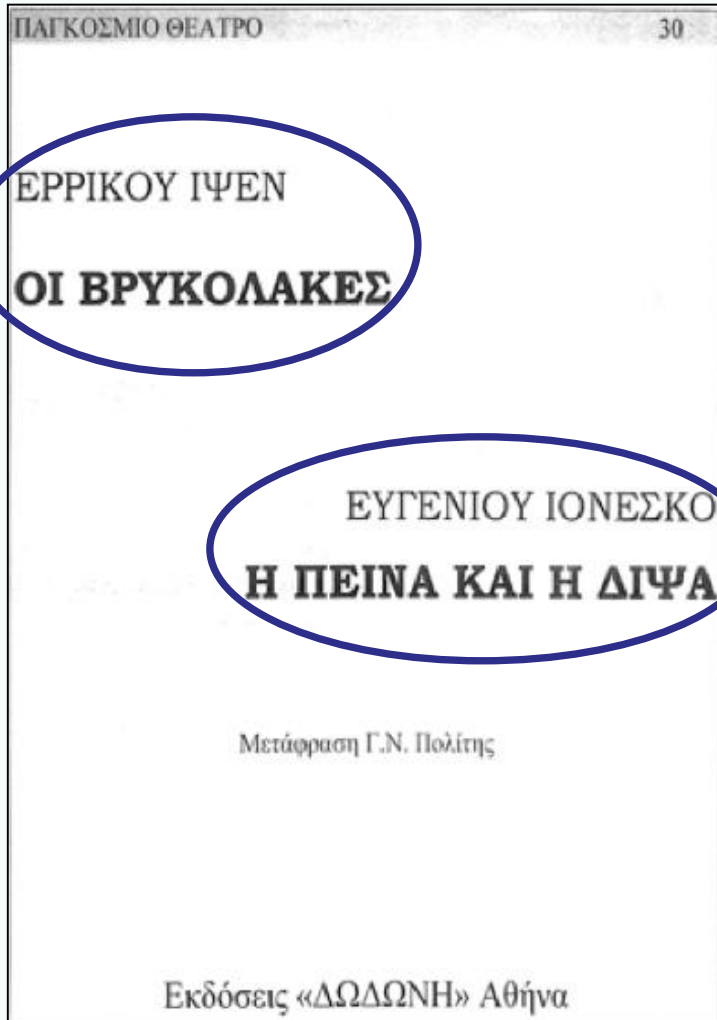 ΠΑΓΚΟΣΜΙΟ ΘΕΑΤΡΟ 30
ΕΡΡΙΚΟΥ ΙΨΕΝ
ΟΙ ΒΡΥΚΟΛΑΚΕΣ
ΕΥΓΕΝΙΟΥ ΙΟΝΕΣΚΟ
Η ΠΕΙΝΑ ΚΑΙ Η ΔΙΨΑ
Μετάφραση Γ.Ν. Πολίτης
Εκδόσεις «ΔΩΔΩΝΗ» Αθήνα